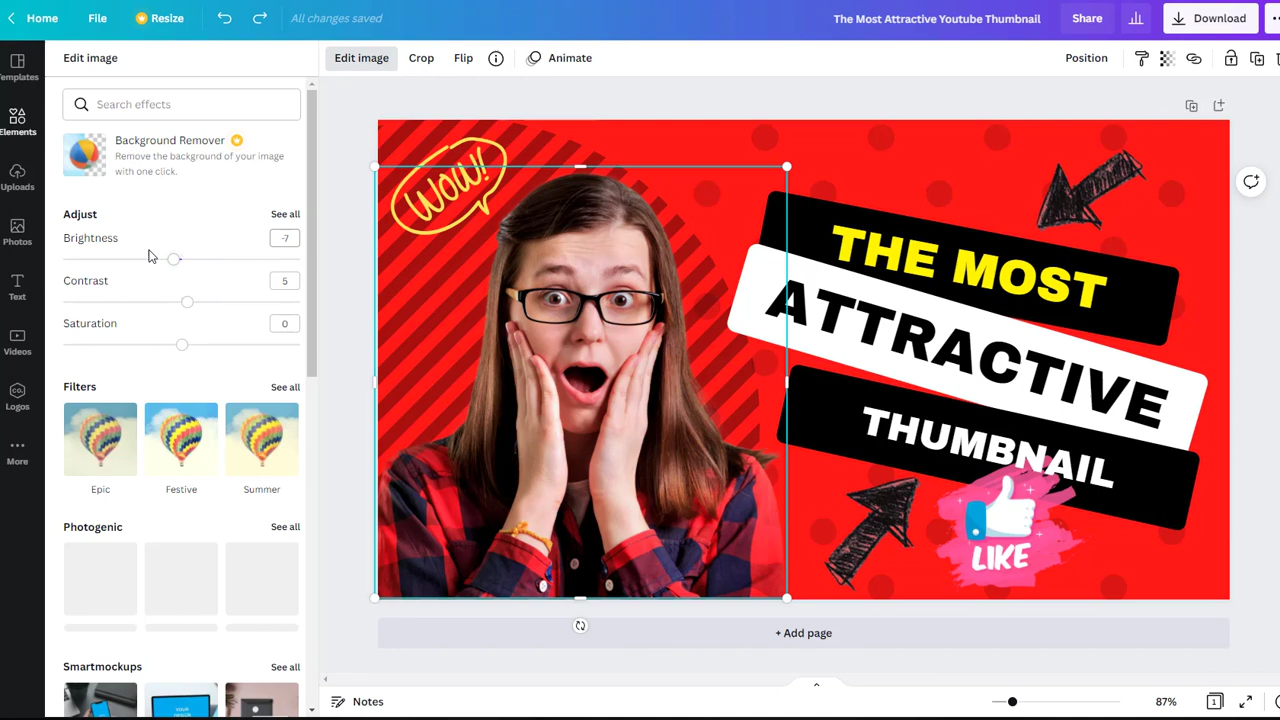 Home File Resize All changes saved The Most Attractive Youtube Thumbnail Share Download
Edit image
Edit image Crop Flip Animate Position
Templates
Elements
Uploads
Photos
Text
Videos
CO.
Logos
More
Search effects
Background Remover
Remove the background of your image
with one click.
Adjust See all
Brightness -7
Contrast 5
Saturation 0
Filters See all
Epic Festive Summer
Photogenic See all
Smartmockups See all
WOW!
THE MOST
ATTRACTIVE
THUMBNAIL
LIKE
+ Add page
Notes 87% 1